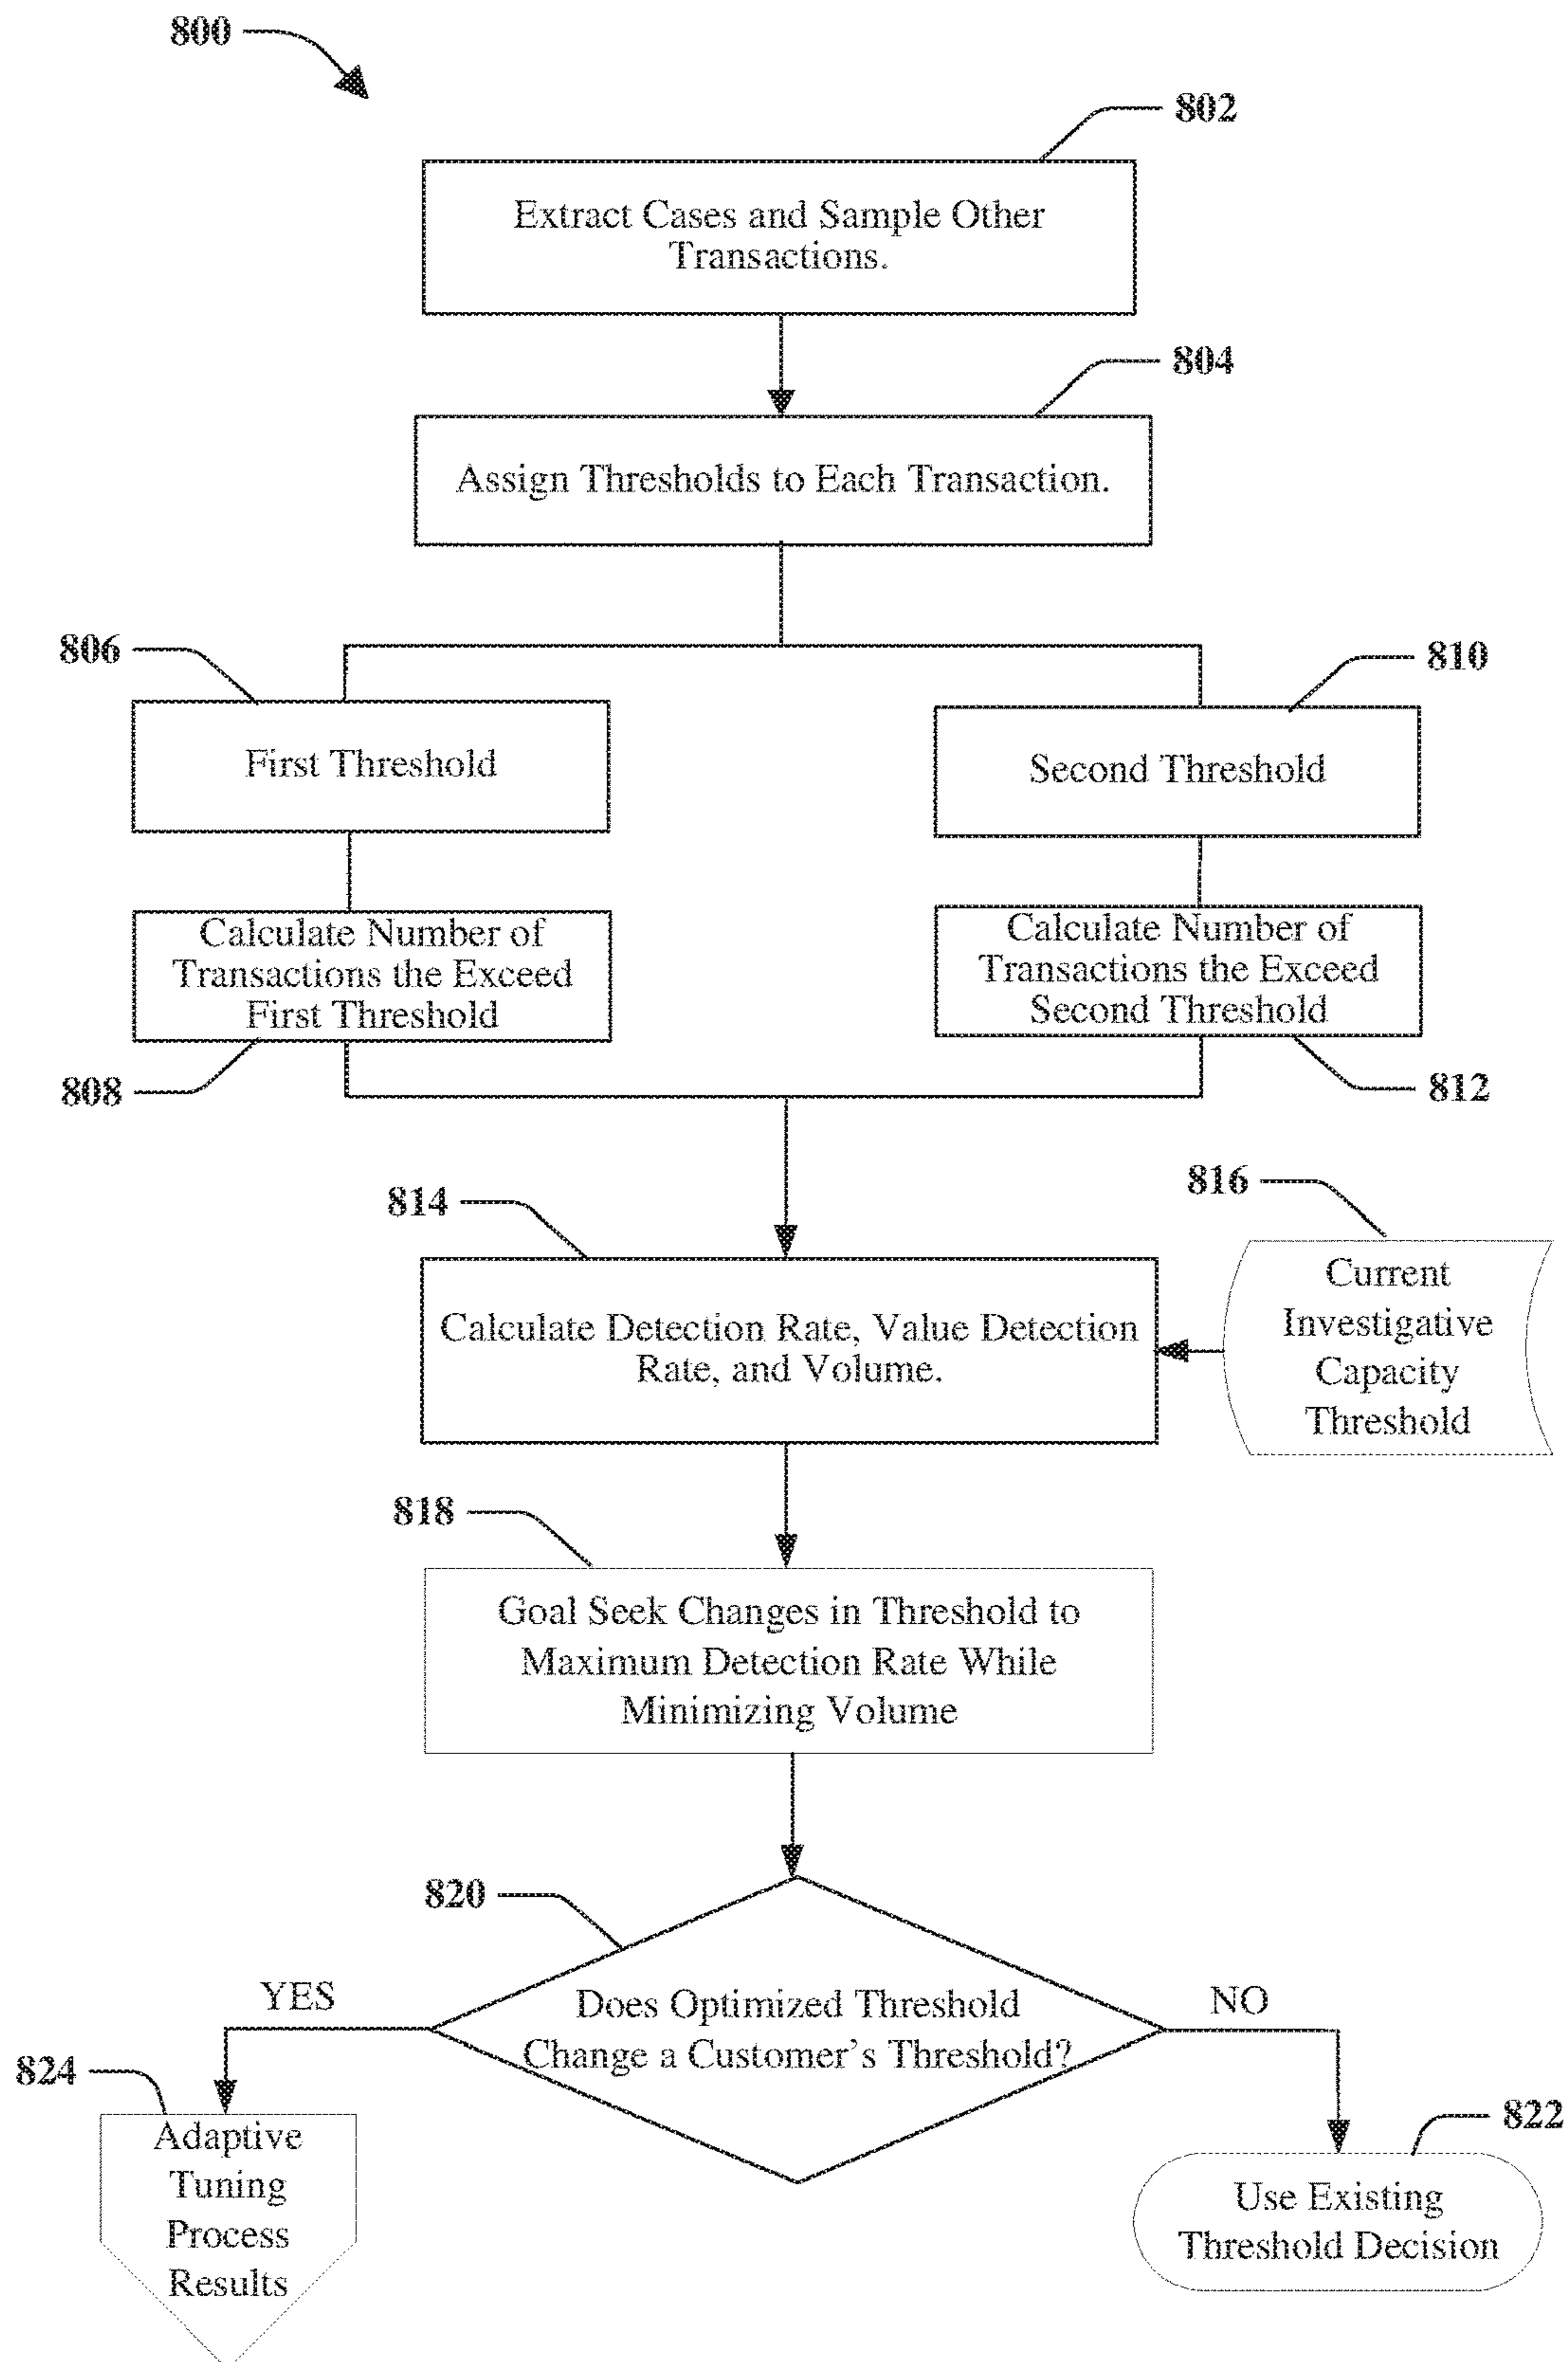 800
802
Extract Cases and Sample Other
Transactions.
804
Assign Thresholds to Each Transaction.
806
810
First Threshold
Second Threshold
Calculate Number of
Transactions the Exceed
First Threshold
Calculate Number of
Transactions the Exceed
Second Threshold
808
812
814
816
Calculate Detection Rate, Value Detection
Rate, and Volume.
Current
Investigative
Capacity
Threshold
818
Goal Seek Changes in Threshold to
Maximum Detection Rate While
Minimizing Volume
820
YES
NO
Does Optimized Threshold
Change a Customer's Threshold?
824
822
Adaptive
Tuning
Process
Results
Use Existing
Threshold Decision